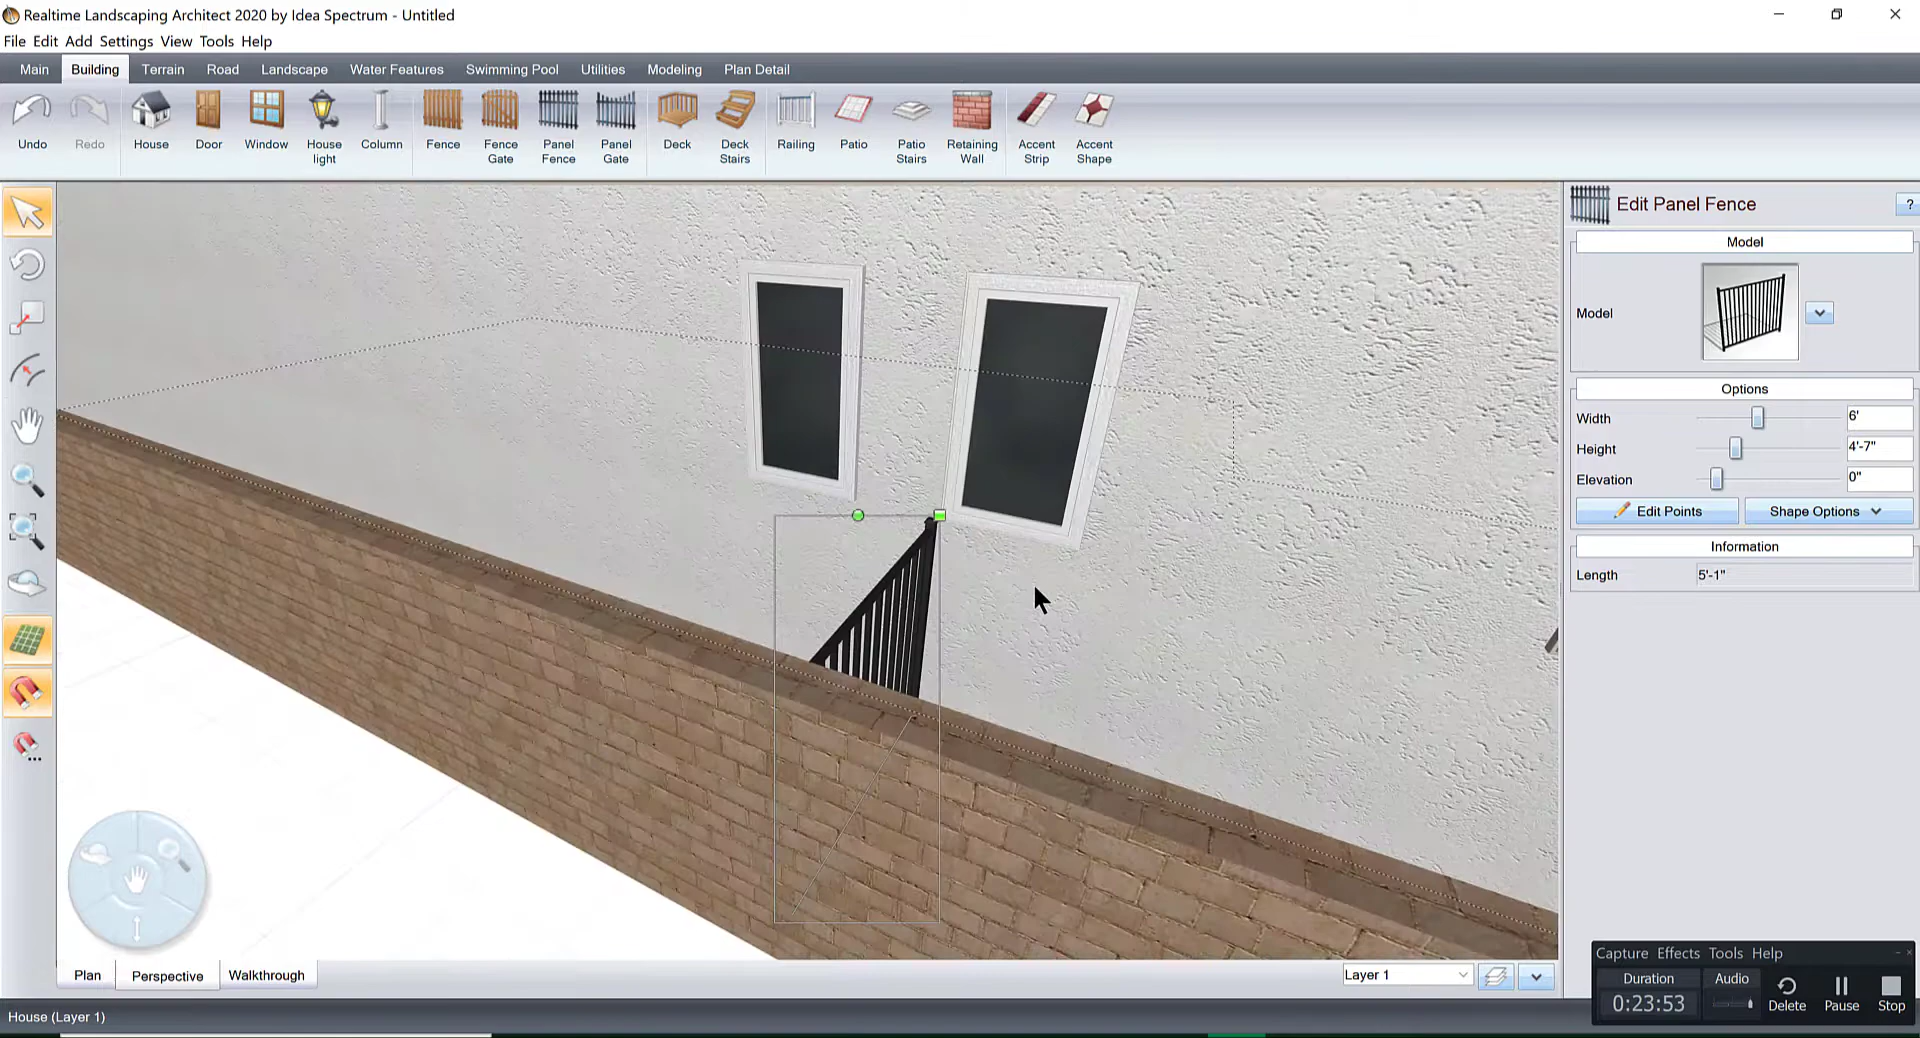 Realtime Landscaping Architect 2020 by Idea Spectrum - Untitled
File Edit Add Settings View Tools Help
Main Building Terrain Road Landscape Water Features Swimming Pool Utilities Modeling Plan Detail
Undo Redo House Door Window House light Column Fence Fence Gate Panel Fence Panel Gate Deck Deck Stairs Railing Patio Patio Stairs Retaining Wall Accent Strip Accent Shape
Edit Panel Fence ?
Model
Model
Options
Width 6'
Height 4'-7"
Elevation 0"
Edit Points Shape Options
Information
Length 5'-1"
Plan Perspective Walkthrough
Layer 1
House (Layer 1)
Capture Effects Tools Help
Duration Audio
0:23:53 Delete Pause Stop